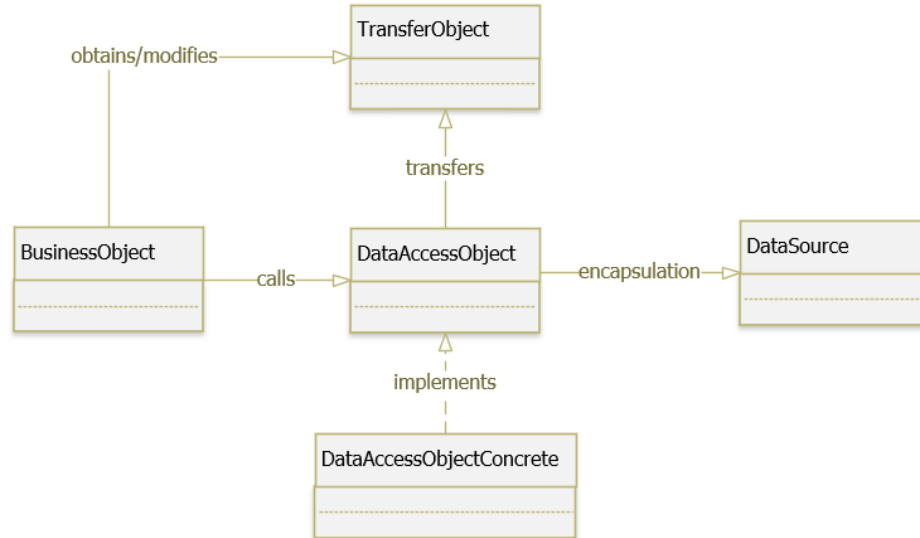 TransferObject
obtains/modifies
transfers
BusinessObject
calls
DataAccessObject
encapsulation
DataSource
implements
DataAccessObjectConcrete